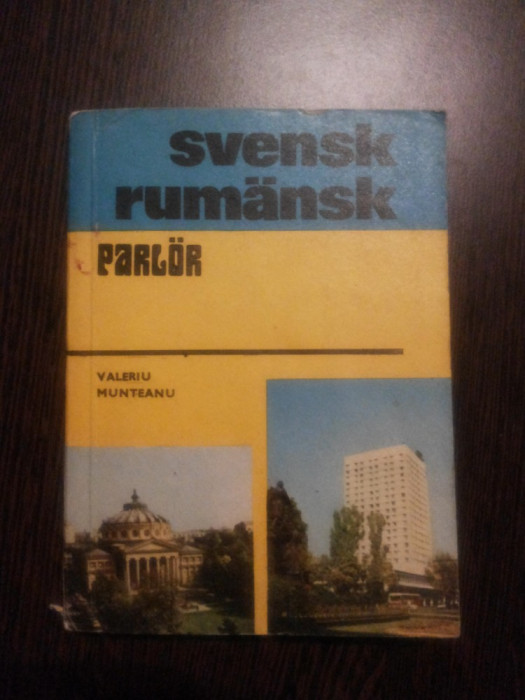 svensk
rumänsk
PARLÖR
VALERIU
MUNTEANU